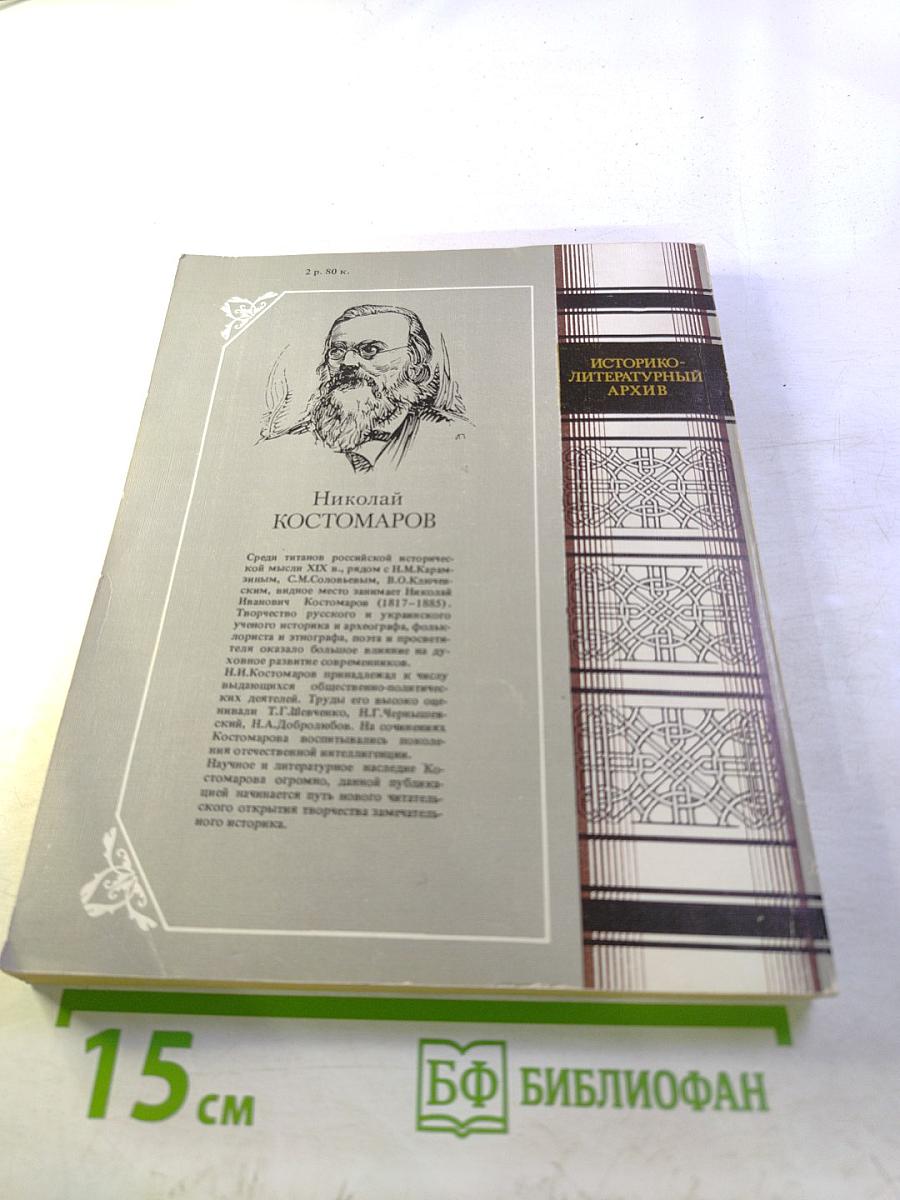 2 р. 80 к.
ИСТОРИКО-
ЛИТЕРАТУРНЫЙ
АРХИВ
Николай
КОСТОМАРОВ
Среди титанов российской историчес-
кой мысли XIX в., рядом с Н.М.Карам-
зиным, С.М.Соловьевым, В.О.Ключев-
ским, видное место занимает Николай
Иванович Костомаров (1817–1885).
Творчество русского и украинского
ученого историка и археографа, фольк-
лориста и этнографа, поэта и просвети-
теля оказало большое влияние на ду-
ховное развитие современников.
Н.И.Костомаров принадлежал к числу
выдающихся общественно-политичес-
ких деятелей. Труды его высоко оце-
нивали Т.Г.Шевченко, Н.Г.Чернышев-
ский, Н.А.Добролюбов. На сочинениях
Костомарова воспитывались поколе-
ния отечественной интеллигенции.
Научное и литературное наследие Ко-
стомарова огромно, данной публика-
цией начинается путь нового читатель-
ского открытия творчества замечатель-
ного историка.
15 см
БФ БИБЛИОФАН